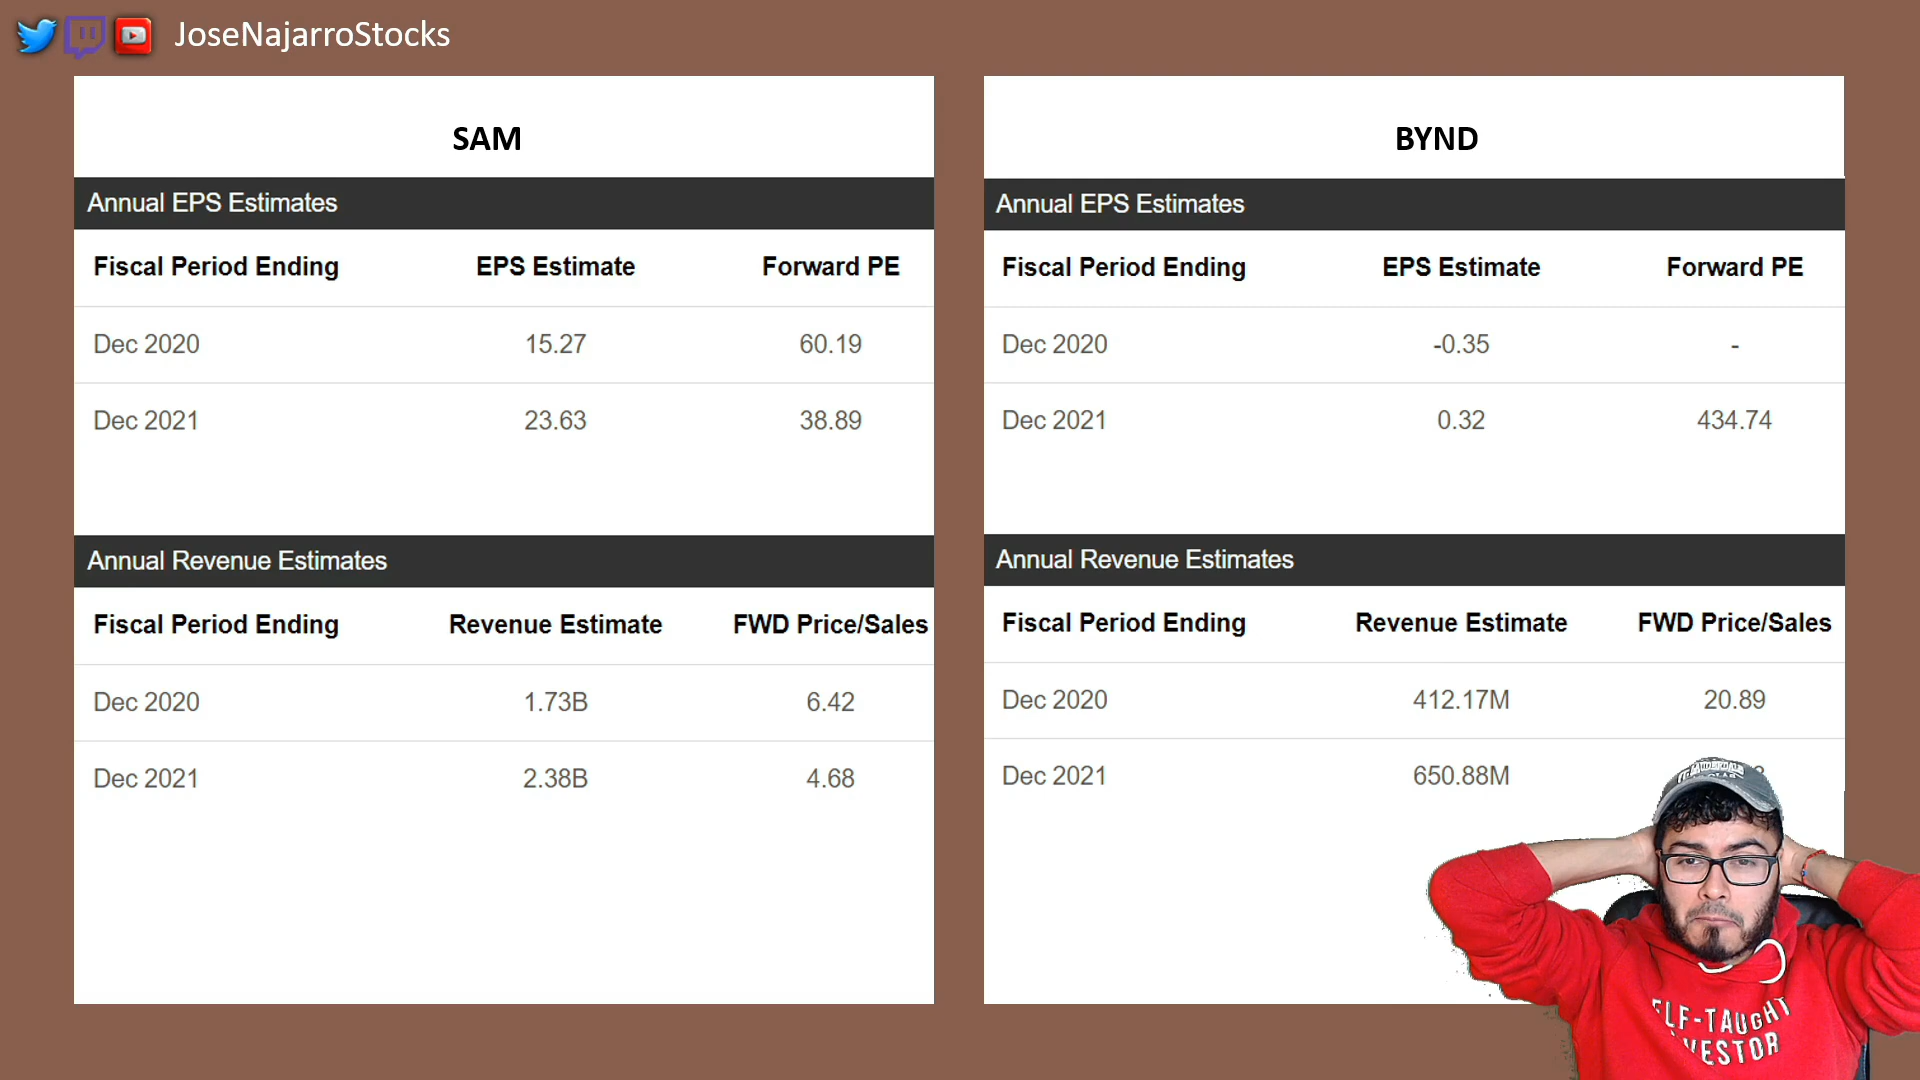 JoseNajarroStocks
SAM
Annual EPS Estimates
Fiscal Period Ending EPS Estimate Forward PE
Dec 2020 15.27 60.19
Dec 2021 23.63 38.89
Annual Revenue Estimates
Fiscal Period Ending Revenue Estimate FWD Price/Sales
Dec 2020 1.73B 6.42
Dec 2021 2.38B 4.68
BYND
Annual EPS Estimates
Fiscal Period Ending EPS Estimate Forward PE
Dec 2020 -0.35 -
Dec 2021 0.32 434.74
Annual Revenue Estimates
Fiscal Period Ending Revenue Estimate FWD Price/Sales
Dec 2020 412.17M 20.89
Dec 2021 650.88M
ELF-TAUGHT
VESTOR